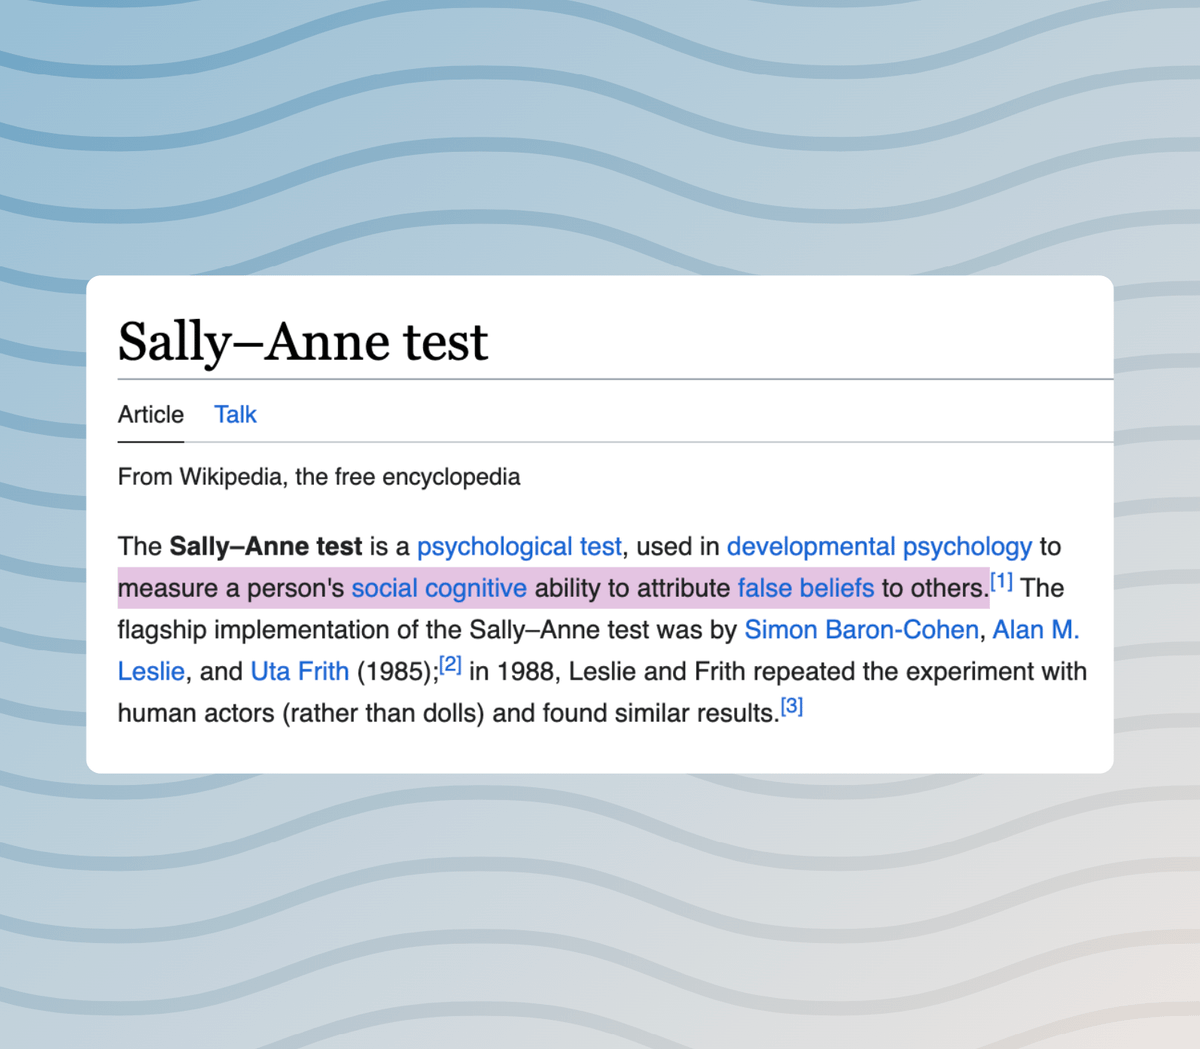 Sally–Anne test
Article Talk
From Wikipedia, the free encyclopedia
The Sally–Anne test is a psychological test, used in developmental psychology to
measure a person's social cognitive ability to attribute false beliefs to others.[1] The
flagship implementation of the Sally–Anne test was by Simon Baron-Cohen, Alan M.
Leslie, and Uta Frith (1985);[2] in 1988, Leslie and Frith repeated the experiment with
human actors (rather than dolls) and found similar results.[3]